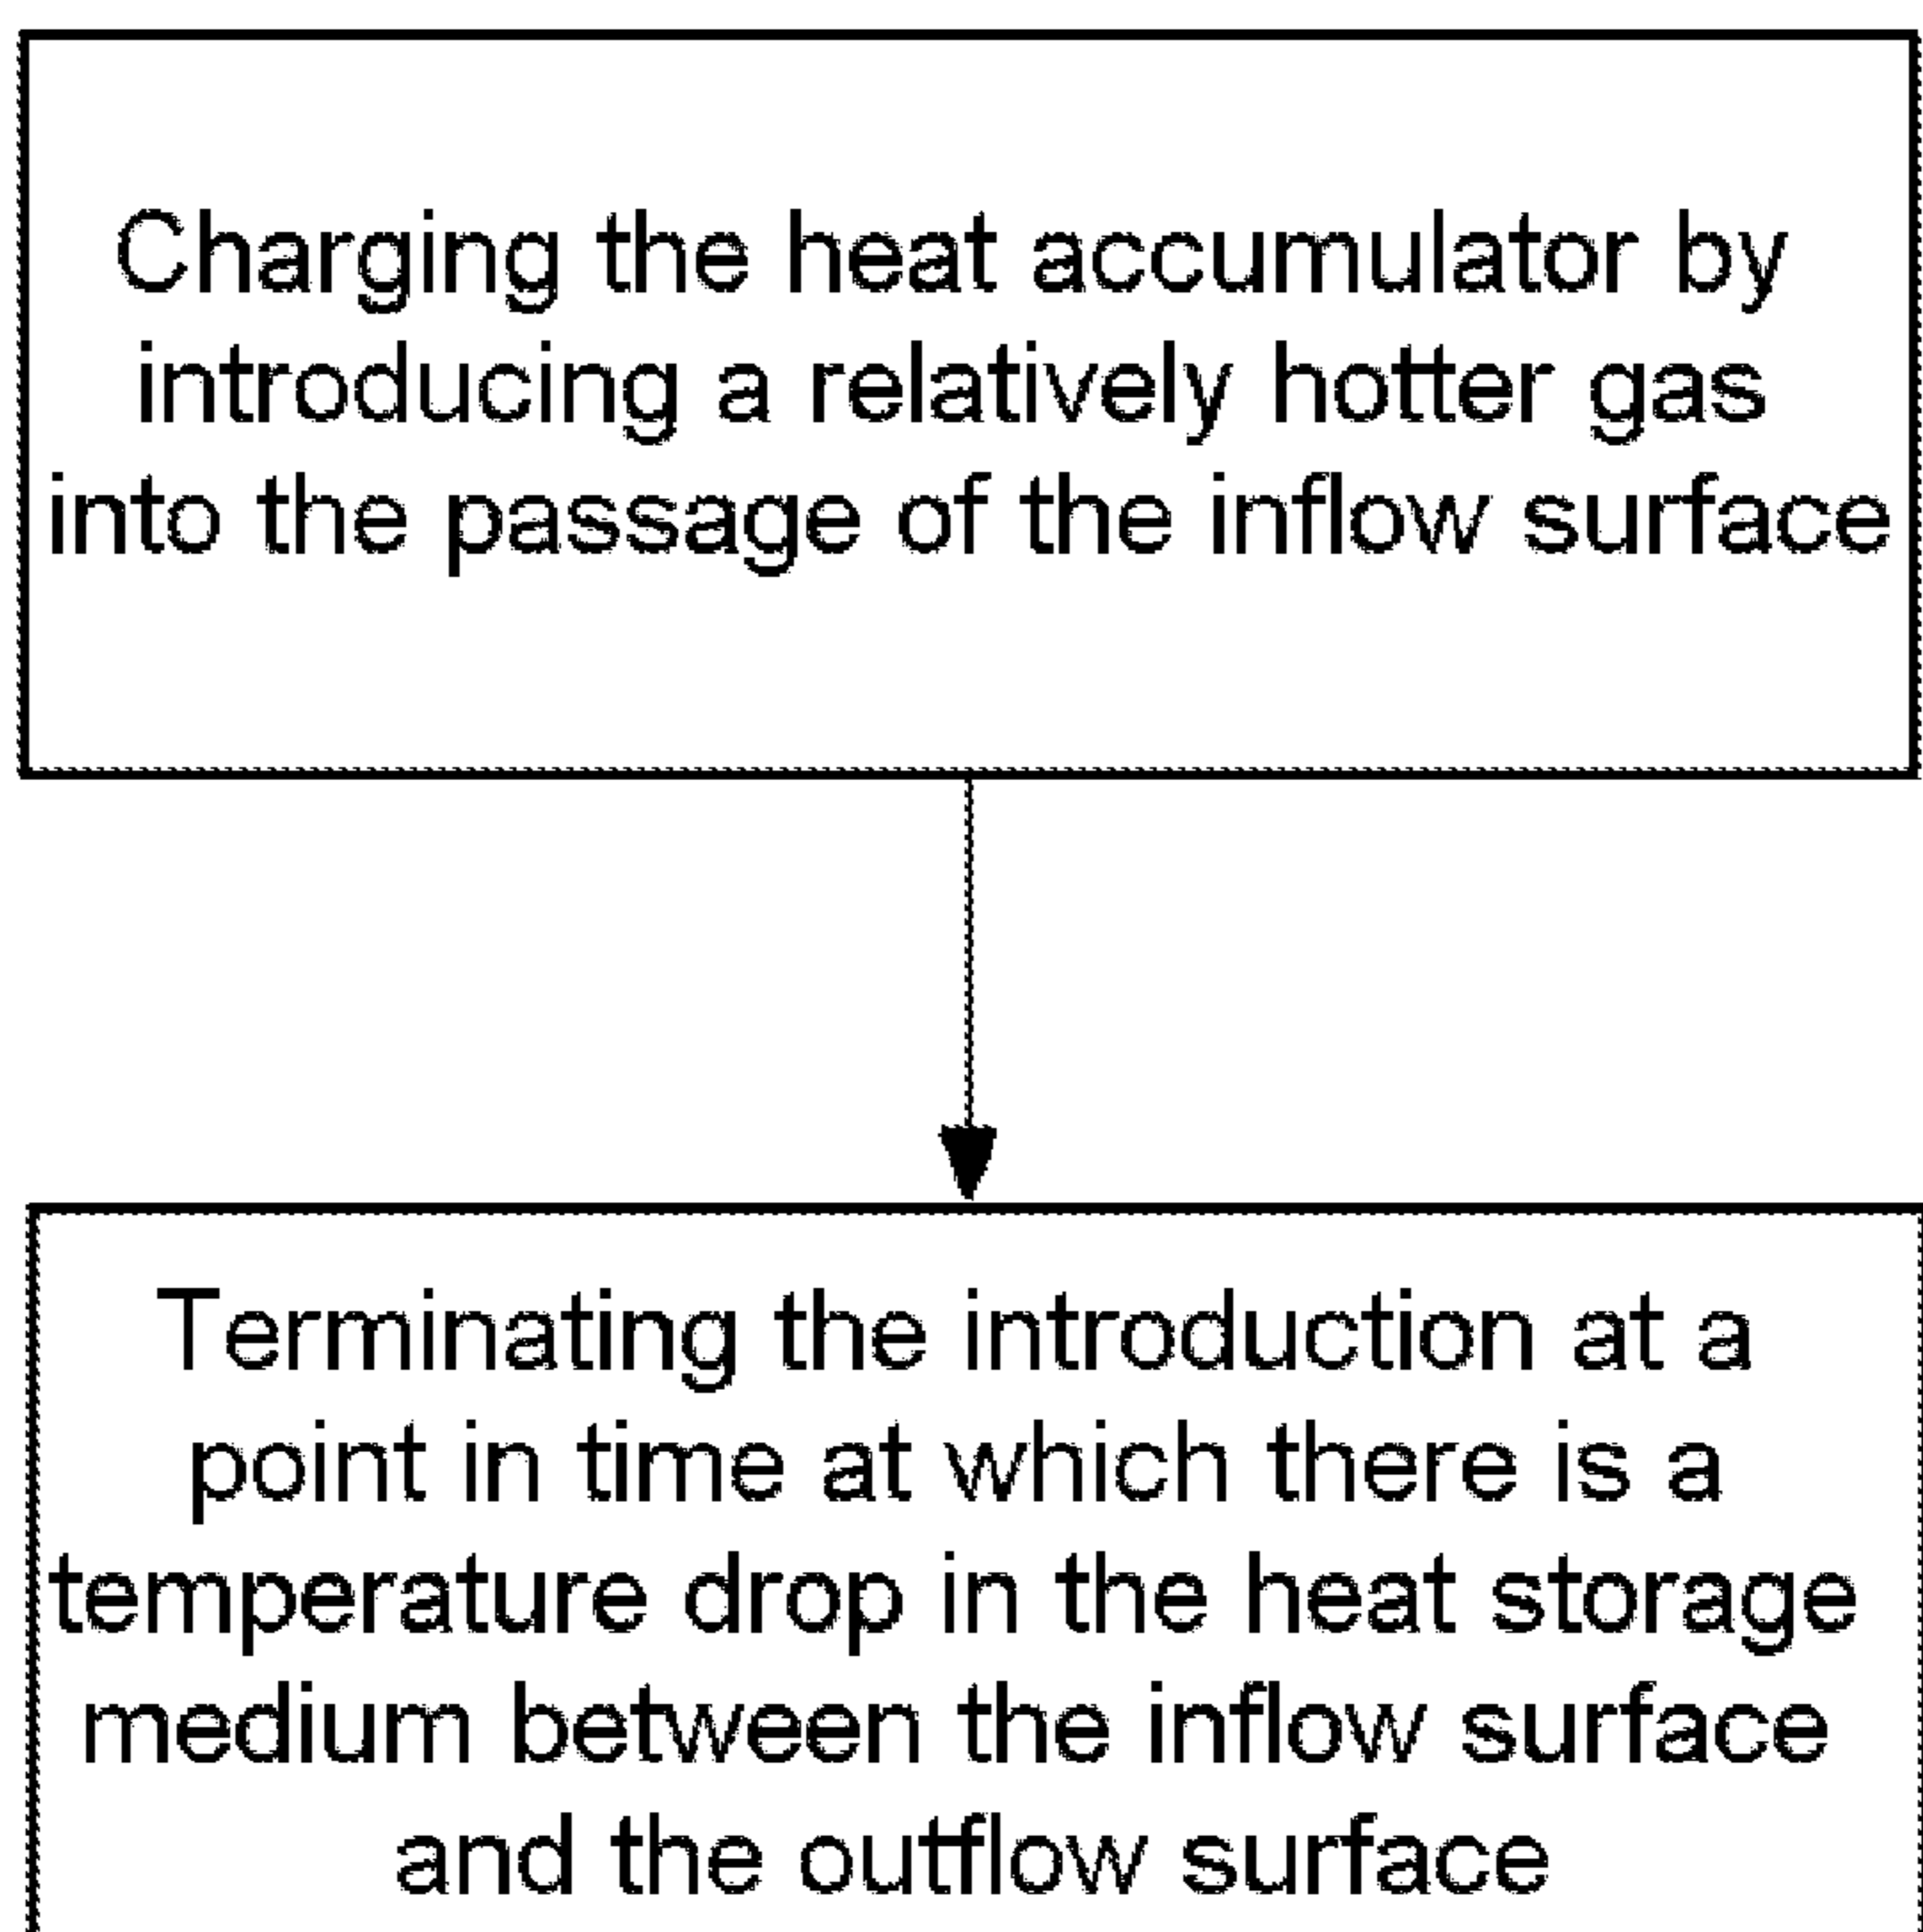 Charging the heat accumulator by
introducing a relatively hotter gas
into the passage of the inflow surface
Terminating the introduction at a
point in time at which there is a
temperature drop in the heat storage
medium between the inflow surface
and the outflow surface